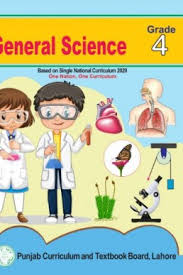 Grade
General Science 4
Based on Single National Curriculum 2020
One Nation, One Curriculum
Punjab Curriculum and Textbook Board, Lahore